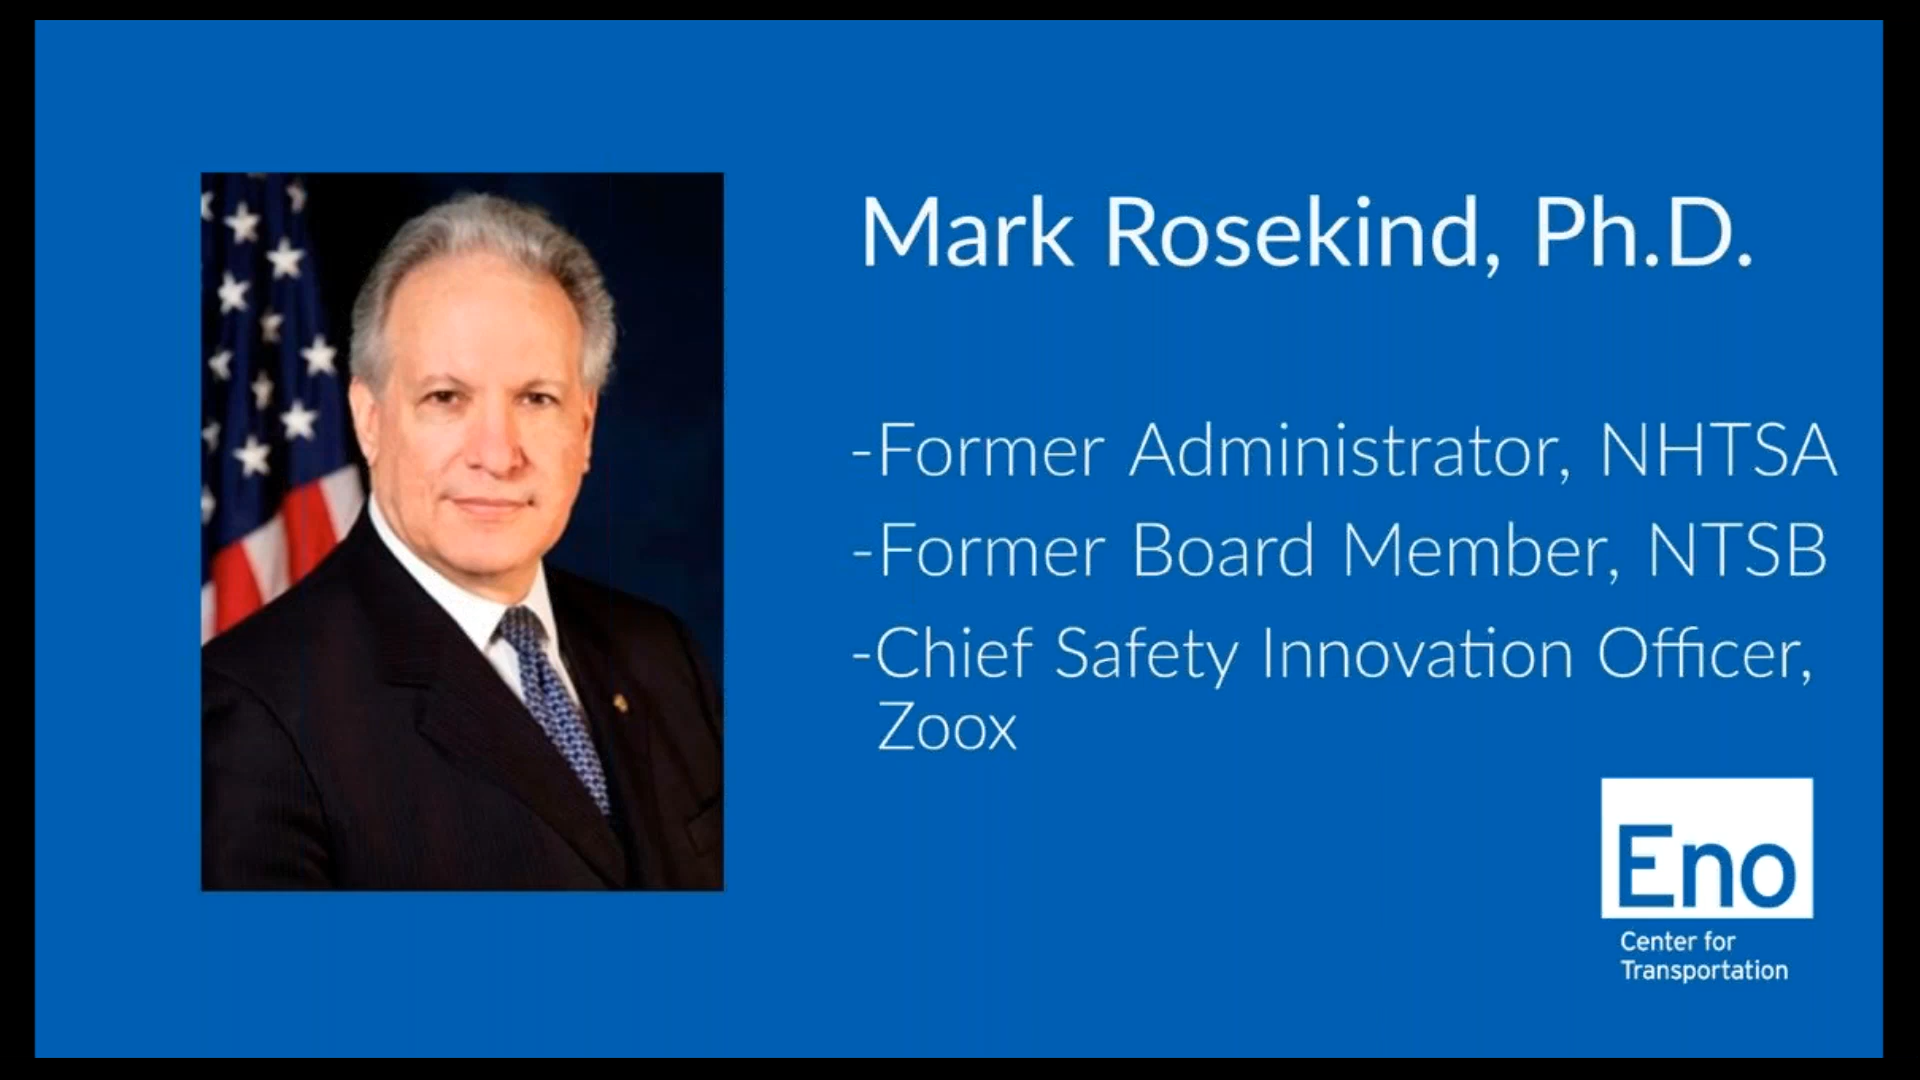 Mark Rosekind, Ph.D.
-Former Administrator, NHTSA
-Former Board Member, NTSB
-Chief Safety Innovation Officer,
Zoox
Eno
Center for
Transportation